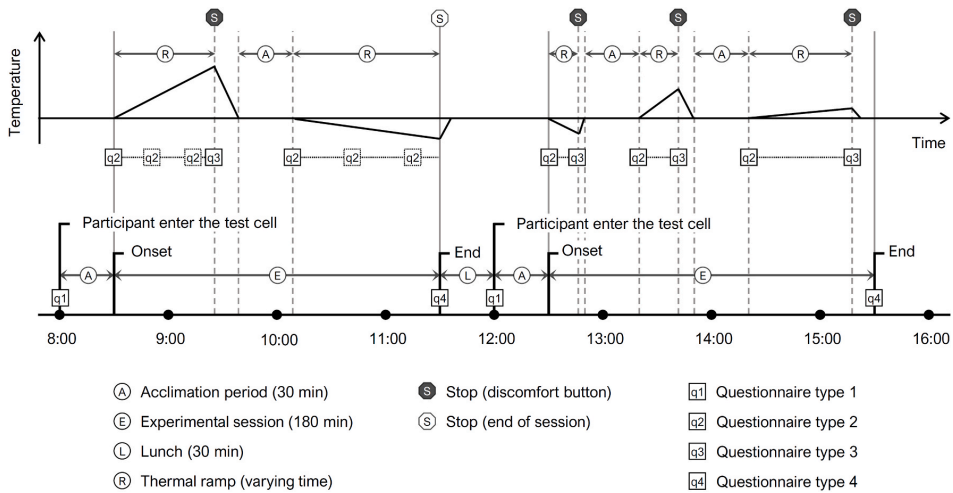 S S S S S
R A R R A R A R
Temperature
Time
q2 q2 q2 q3 q2 q2 q2 q2 q3 q2 q3 q2 q3
Participant enter the test cell Participant enter the test cell
Onset End Onset End
A E L A E
q1 q4 q1 q4
8:00 9:00 10:00 11:00 12:00 13:00 14:00 15:00 16:00
A Acclimation period (30 min) S Stop (discomfort button) q1 Questionnaire type 1
E Experimental session (180 min) S Stop (end of session) q2 Questionnaire type 2
L Lunch (30 min) q3 Questionnaire type 3
R Thermal ramp (varying time) q4 Questionnaire type 4